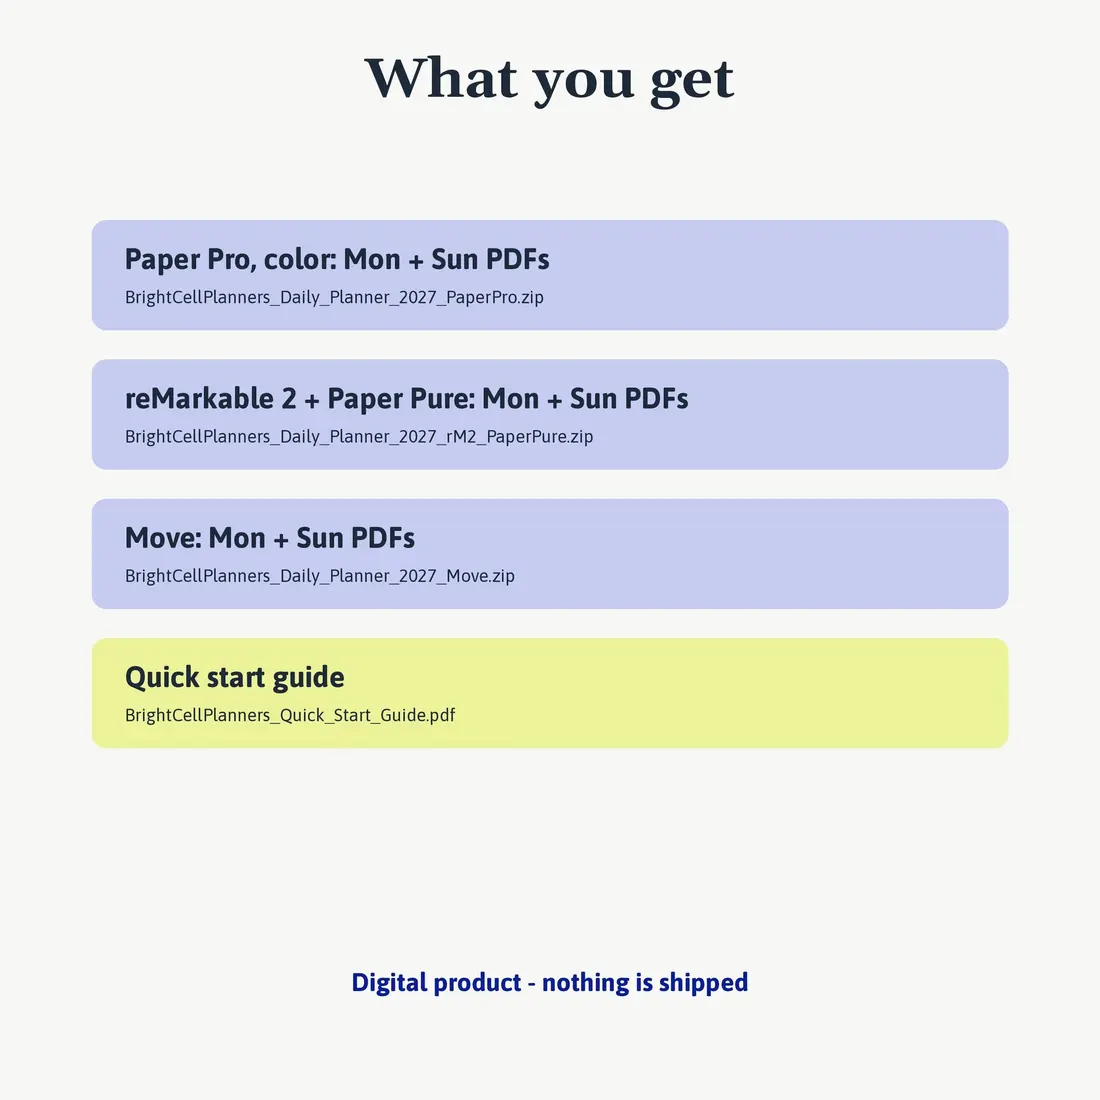 What you get
Paper Pro, color: Mon + Sun PDFs
BrightCellPlanners_Daily_Planner_2027_PaperPro.zip
reMarkable 2 + Paper Pure: Mon + Sun PDFs
BrightCellPlanners_Daily_Planner_2027_rM2_PaperPure.zip
Move: Mon + Sun PDFs
BrightCellPlanners_Daily_Planner_2027_Move.zip
Quick start guide
BrightCellPlanners_Quick_Start_Guide.pdf
Digital product - nothing is shipped